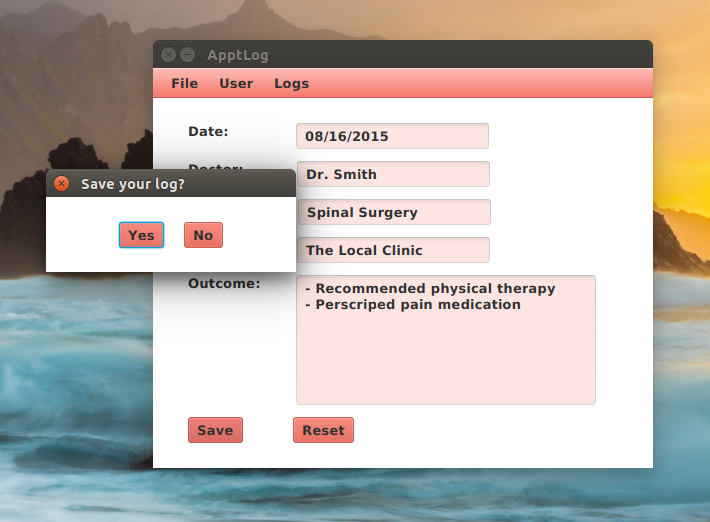 ApptLog
File User Logs
Date: 08/16/2015
Dr. Smith
Save your log?
Spinal Surgery
Yes No
The Local Clinic
Outcome: - Recommended physical therapy
- Perscriped pain medication
Save Reset